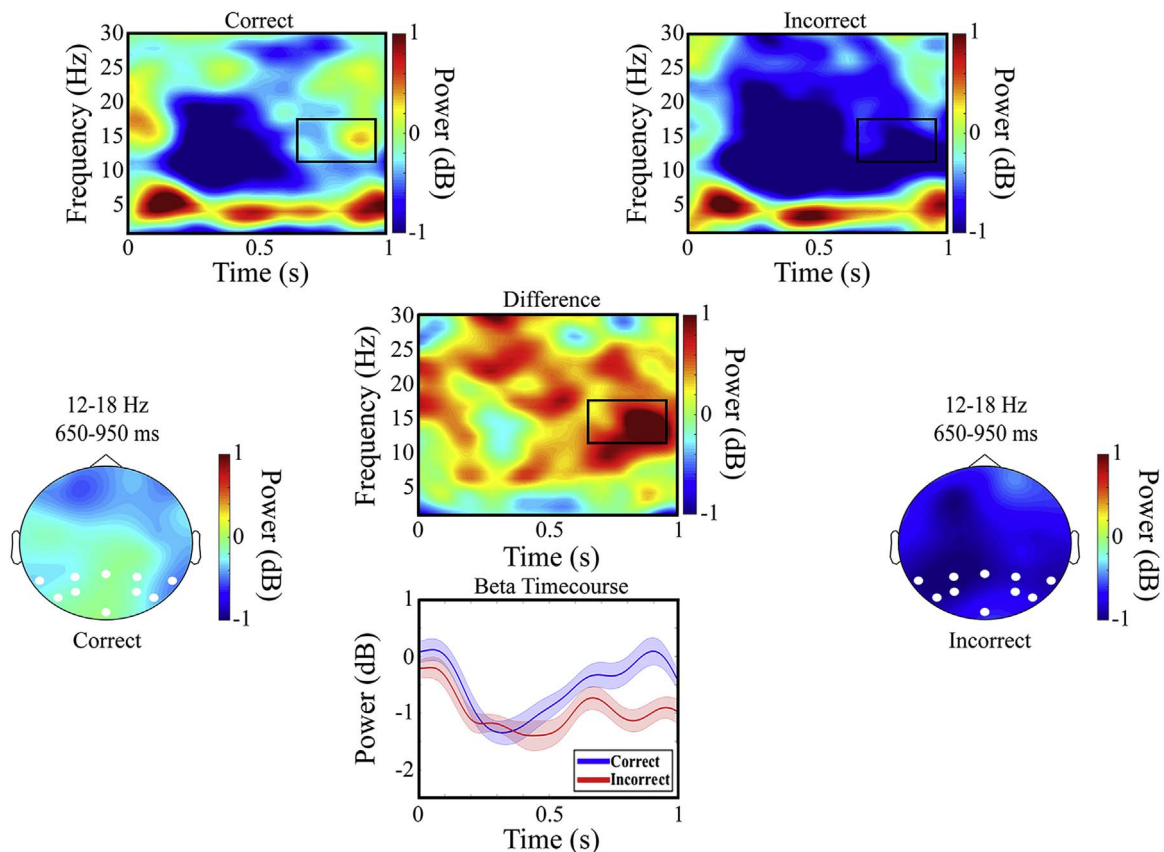 Correct
Frequency (Hz)
30
25
20
15
10
5
0
0.5
1
Time (s)
1
0
-1
Power (dB)
Incorrect
Frequency (Hz)
30
25
20
15
10
5
0
0.5
1
Time (s)
1
0
-1
Power (dB)
Difference
Frequency (Hz)
30
25
20
15
10
5
0
0.5
1
Time (s)
1
0
-1
Power (dB)
12-18 Hz
650-950 ms
1
0
-1
Power (dB)
Correct
12-18 Hz
650-950 ms
1
0
-1
Power (dB)
Incorrect
Beta Timecourse
Power (dB)
1
0
-1
-2
Correct
Incorrect
0
0.5
1
Time (s)